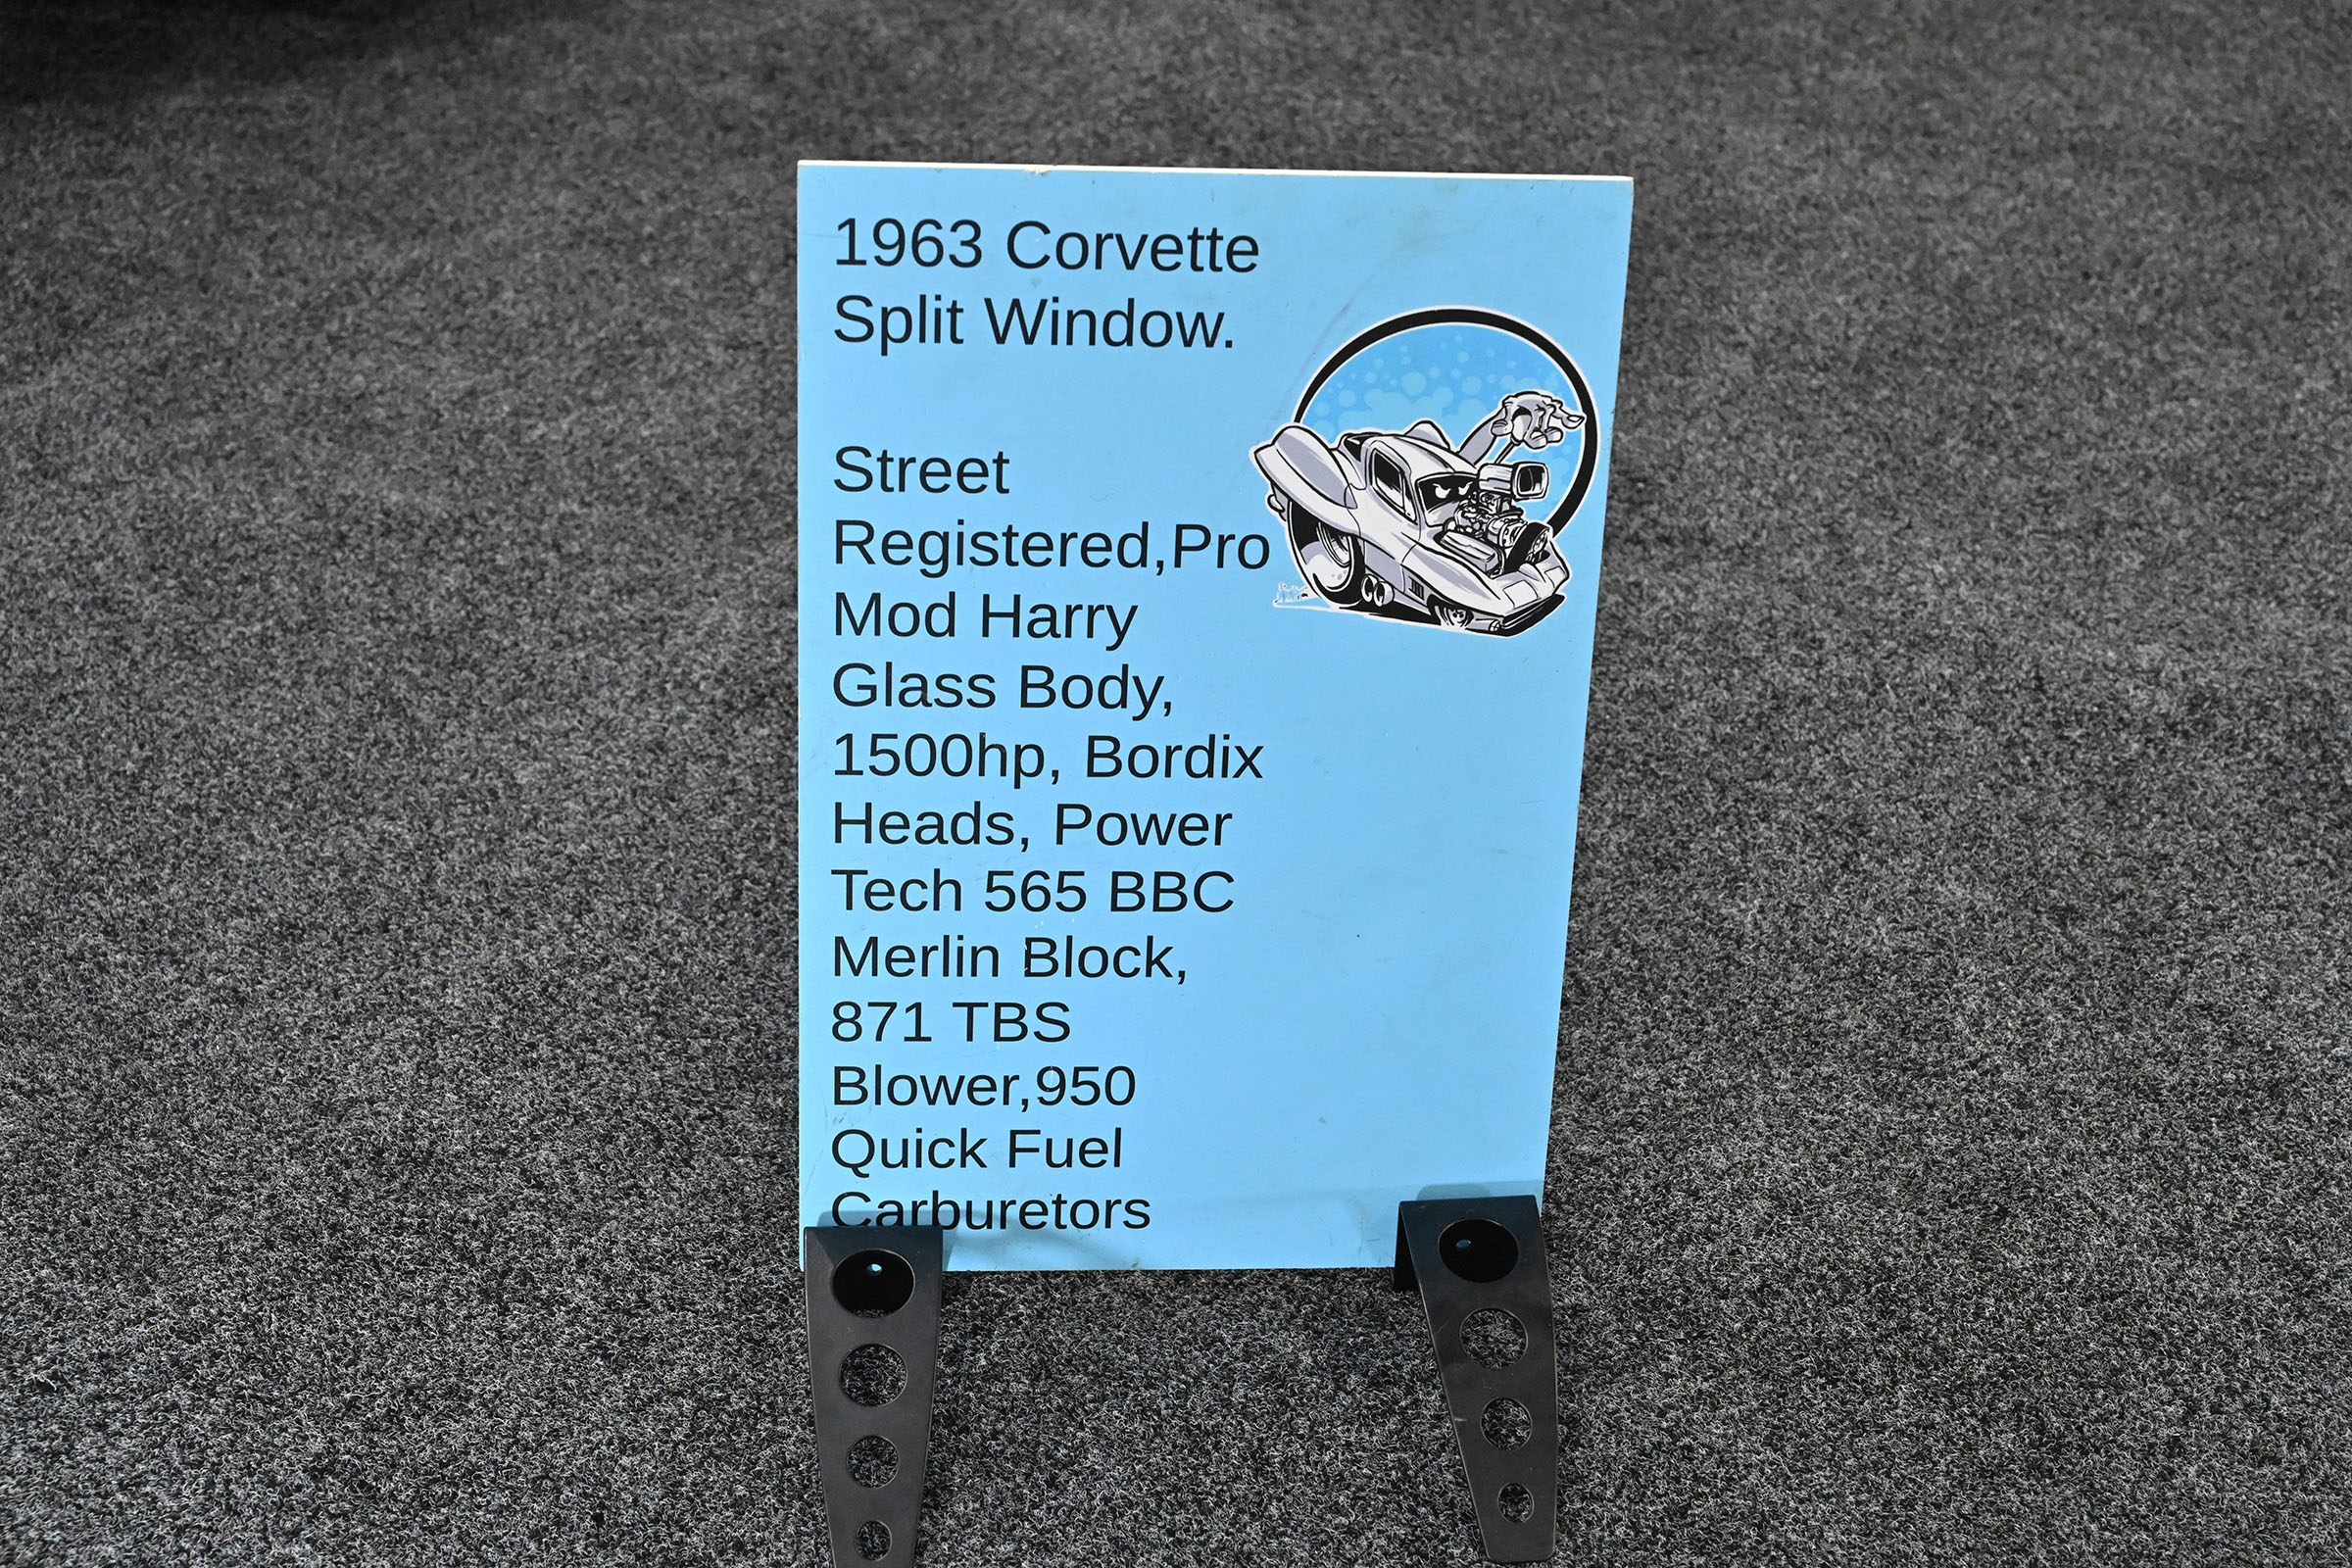 1963 Corvette
Split Window.
Street
Registered,Pro
Mod Harry
Glass Body,
1500hp, Bordix
Heads, Power
Tech 565 BBC
Merlin Block,
871 TBS
Blower,950
Quick Fuel
Carburetors